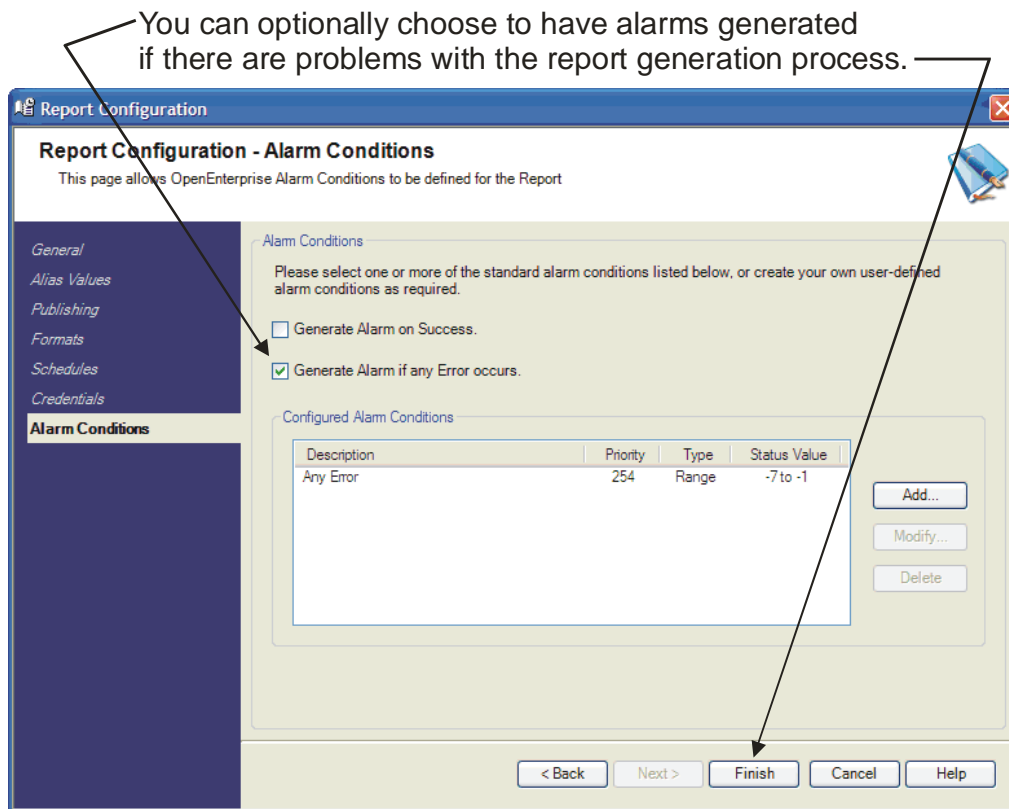 You can optionally choose to have alarms generated
if there are problems with the report generation process.
Report Configuration
Report Configuration - Alarm Conditions
This page allows OpenEnterprise Alarm Conditions to be defined for the Report
General
Alias Values
Publishing
Formats
Schedules
Credentials
Alarm Conditions
Alarm Conditions
Please select one or more of the standard alarm conditions listed below, or create your own user-defined
alarm conditions as required.
Generate Alarm on Success.
Generate Alarm if any Error occurs.
Configured Alarm Conditions
Description Priority Type Status Value
Any Error 254 Range -7 to -1
Add...
Modify...
Delete
< Back Next > Finish Cancel Help